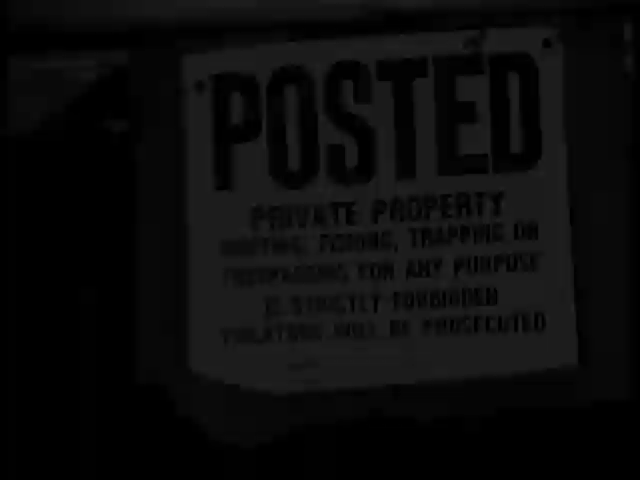 POSTED
PRIVATE PROPERTY
HUNTING, FISHING, TRAPPING OR
TRESPASSING FOR ANY PURPOSE
IS STRICTLY FORBIDDEN
VIOLATORS WILL BE PROSECUTED